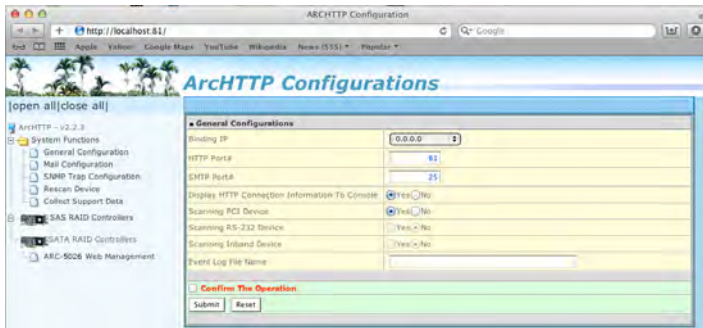 ARCHTTP Configuration
http://localhost:81/
Google
Apple Yahoo! Google Maps YouTube Wikipedia News (555) Popular
ArcHTTP Configurations
|open all|close all|
ArcHTTP - v2.2.3
System Functions
General Configuration
Mail Configuration
SNMP Trap Configuration
Rescan Device
Collect Support Data
SAS RAID Controllers
SATA RAID Controllers
ARC-5026 Web Management
General Configurations
Binding IP 0.0.0.0
HTTP Port# 81
SMTP Port# 25
Display HTTP Connection Information To Console Yes No
Scanning PCI Device Yes No
Scanning RS-232 Device Yes No
Scanning Inband Device Yes No
Event Log File Name
Confirm The Operation
Submit Reset